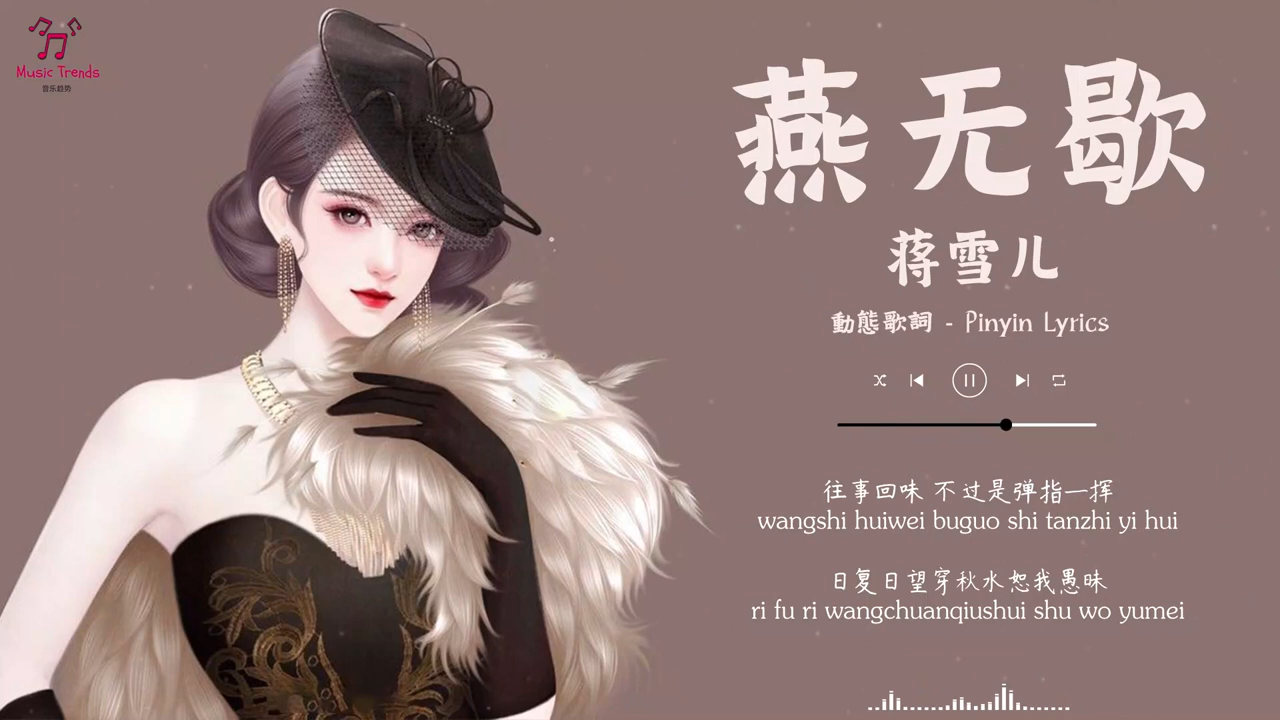 Music Trends
音乐趋势
燕无歇
蒋雪儿
動態歌詞 - Pinyin Lyrics
往事回味 不过是弹指一挥
wangshi huiwei buguo shi tanzhi yi hui
日复日望穿秋水恕我愚昧
ri fu ri wangchuanqiushui shu wo yumei